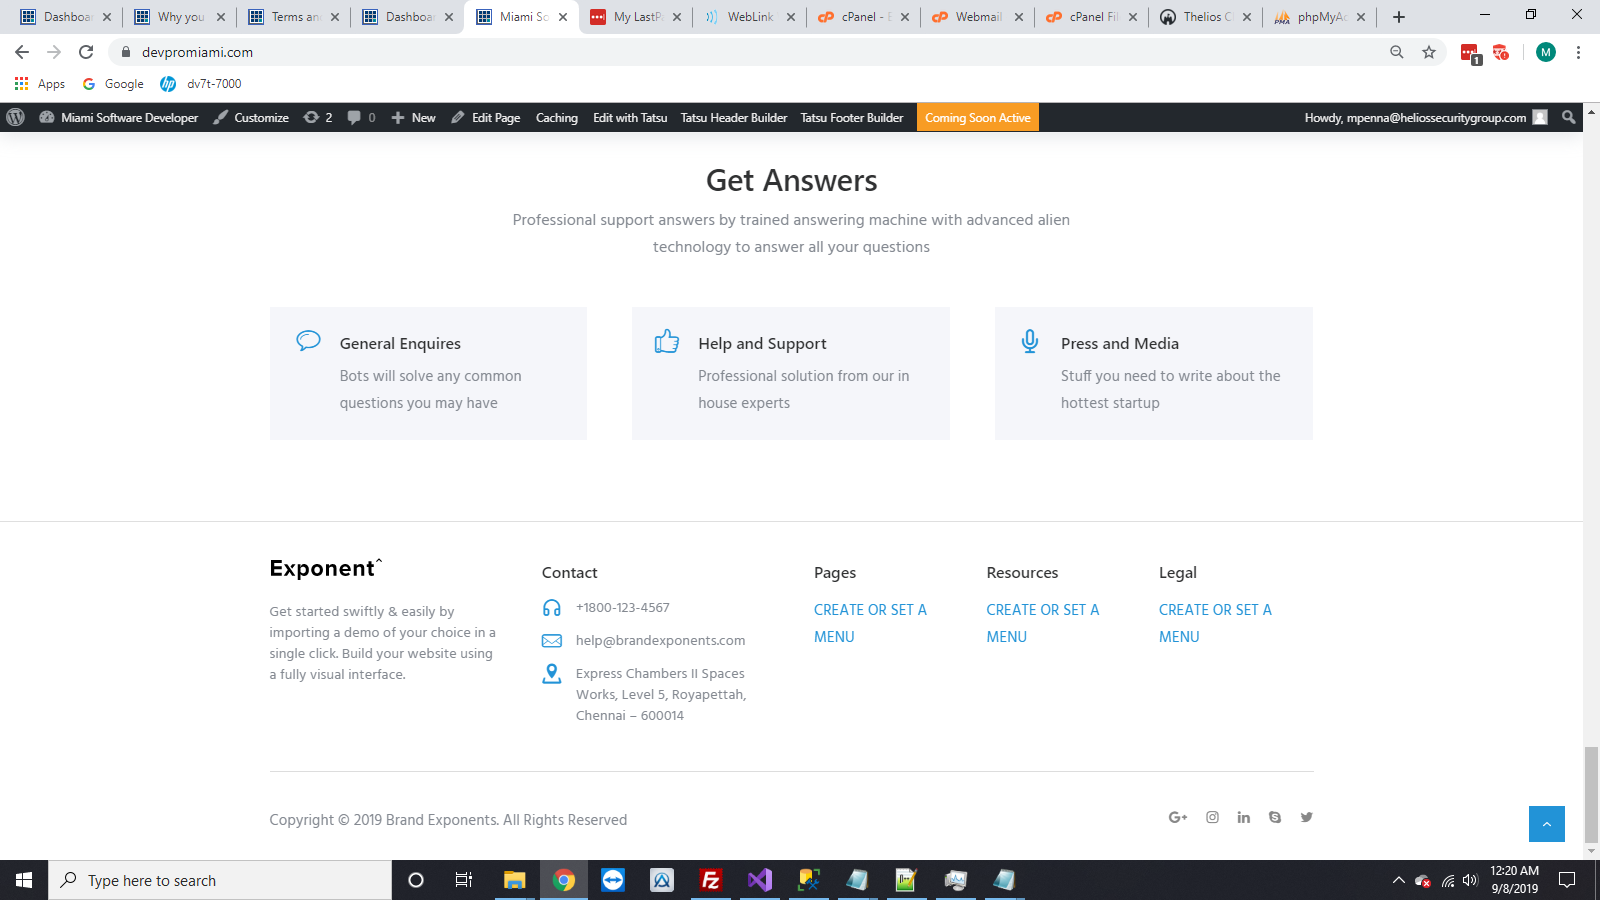 Dashboar
Why you
Terms and
Dashboar
Miami So
My LastP
WebLink
cPanel - E
Webmail
cPanel Fil
Thelios C
phpMyAd
devpromiami.com
1
M
Apps
Google
dv7t-7000
Miami Software Developer
Customize
2
0
New
Edit Page
Caching
Edit with Tatsu
Tatsu Header Builder
Tatsu Footer Builder
Coming Soon Active
Howdy, mpenna@heliossecuritygroup.com
Get Answers
Professional support answers by trained answering machine with advanced alien
technology to answer all your questions
General Enquires
Bots will solve any common
questions you may have
Help and Support
Professional solution from our in
house experts
Press and Media
Stuff you need to write about the
hottest startup
Exponent^
Get started swiftly & easily by
importing a demo of your choice in a
single click. Build your website using
a fully visual interface.
Contact
+1800-123-4567
help@brandexponents.com
Express Chambers II Spaces
Works, Level 5, Royapettah,
Chennai – 600014
Pages
CREATE OR SET A
MENU
Resources
CREATE OR SET A
MENU
Legal
CREATE OR SET A
MENU
Copyright © 2019 Brand Exponents. All Rights Reserved
Type here to search
12:20 AM
9/8/2019